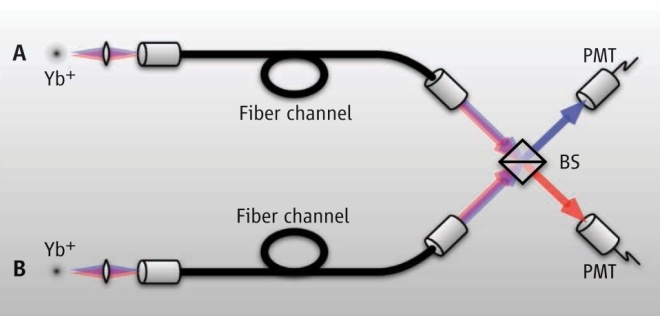 A
Yb+
Fiber channel
PMT
BS
Fiber channel
Yb+
B
PMT